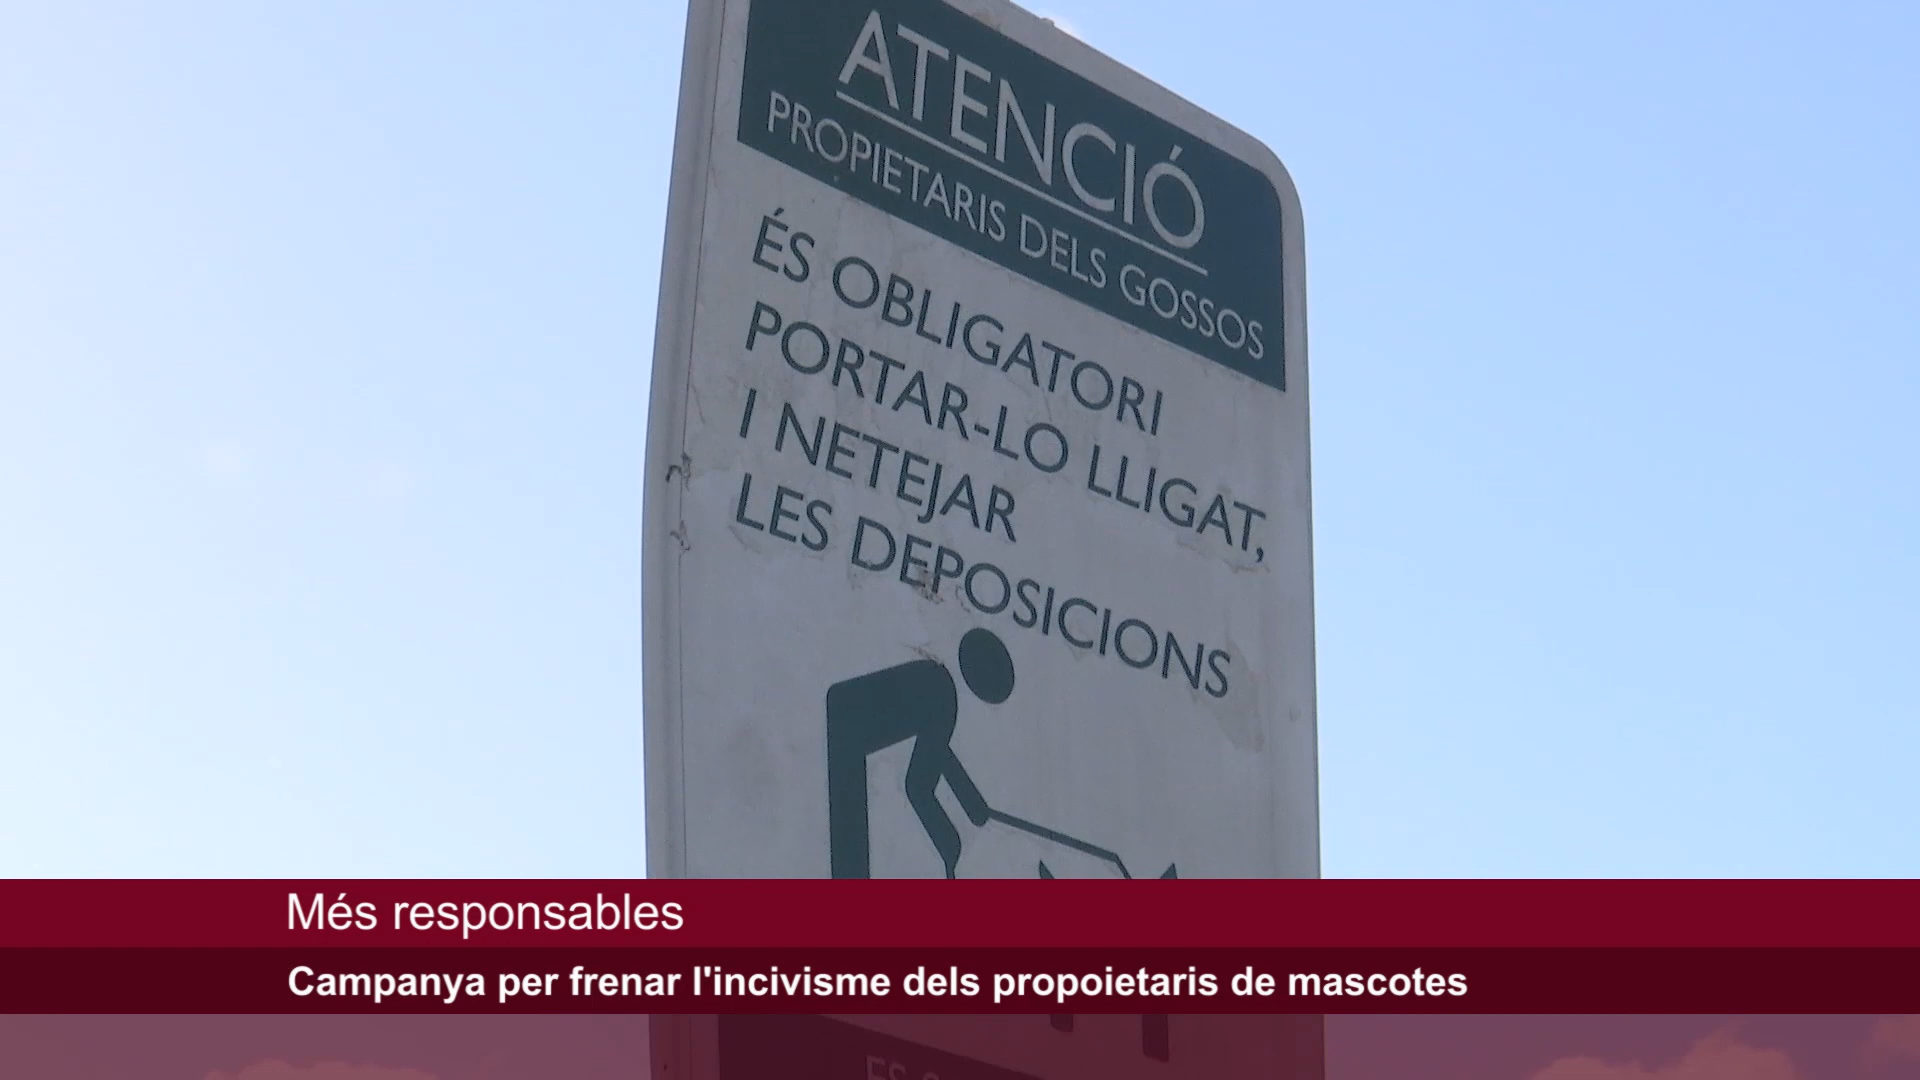 ATENCIÓ
PROPIETARIS DELS GOSSOS
ÉS OBLIGATORI
PORTAR-LO LLIGAT,
I NETEJAR
LES DEPOSICIONS
Més responsables
Campanya per frenar l'incivisme dels propoietaris de mascotes